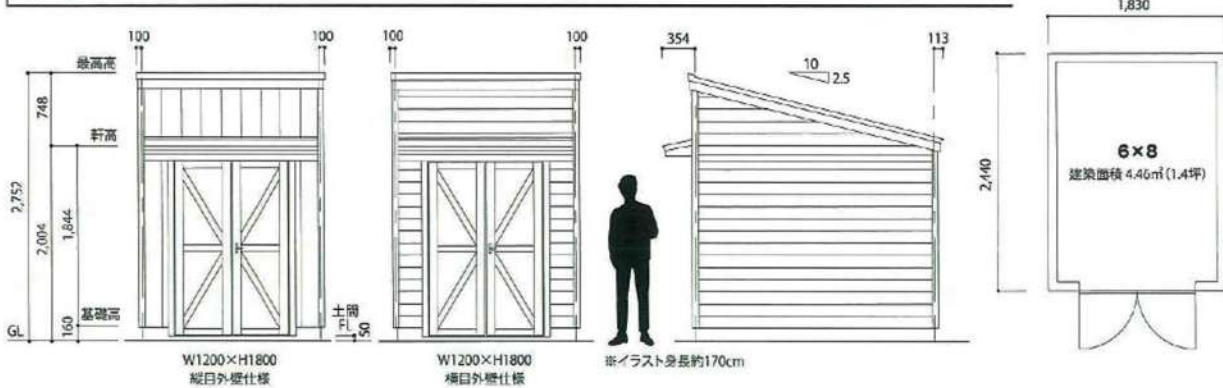 100
100
最高高
748
軒高
2,752
2,004
1,844
基礎高
160
GL
土間
FL
50
W1200×H1800
縦目外壁仕様
100
100
W1200×H1800
横目外壁仕様
354
113
10
2.5
※イラスト身長約170cm
1,830
2,440
6×8
建築面積 4.46㎡(1.4坪)